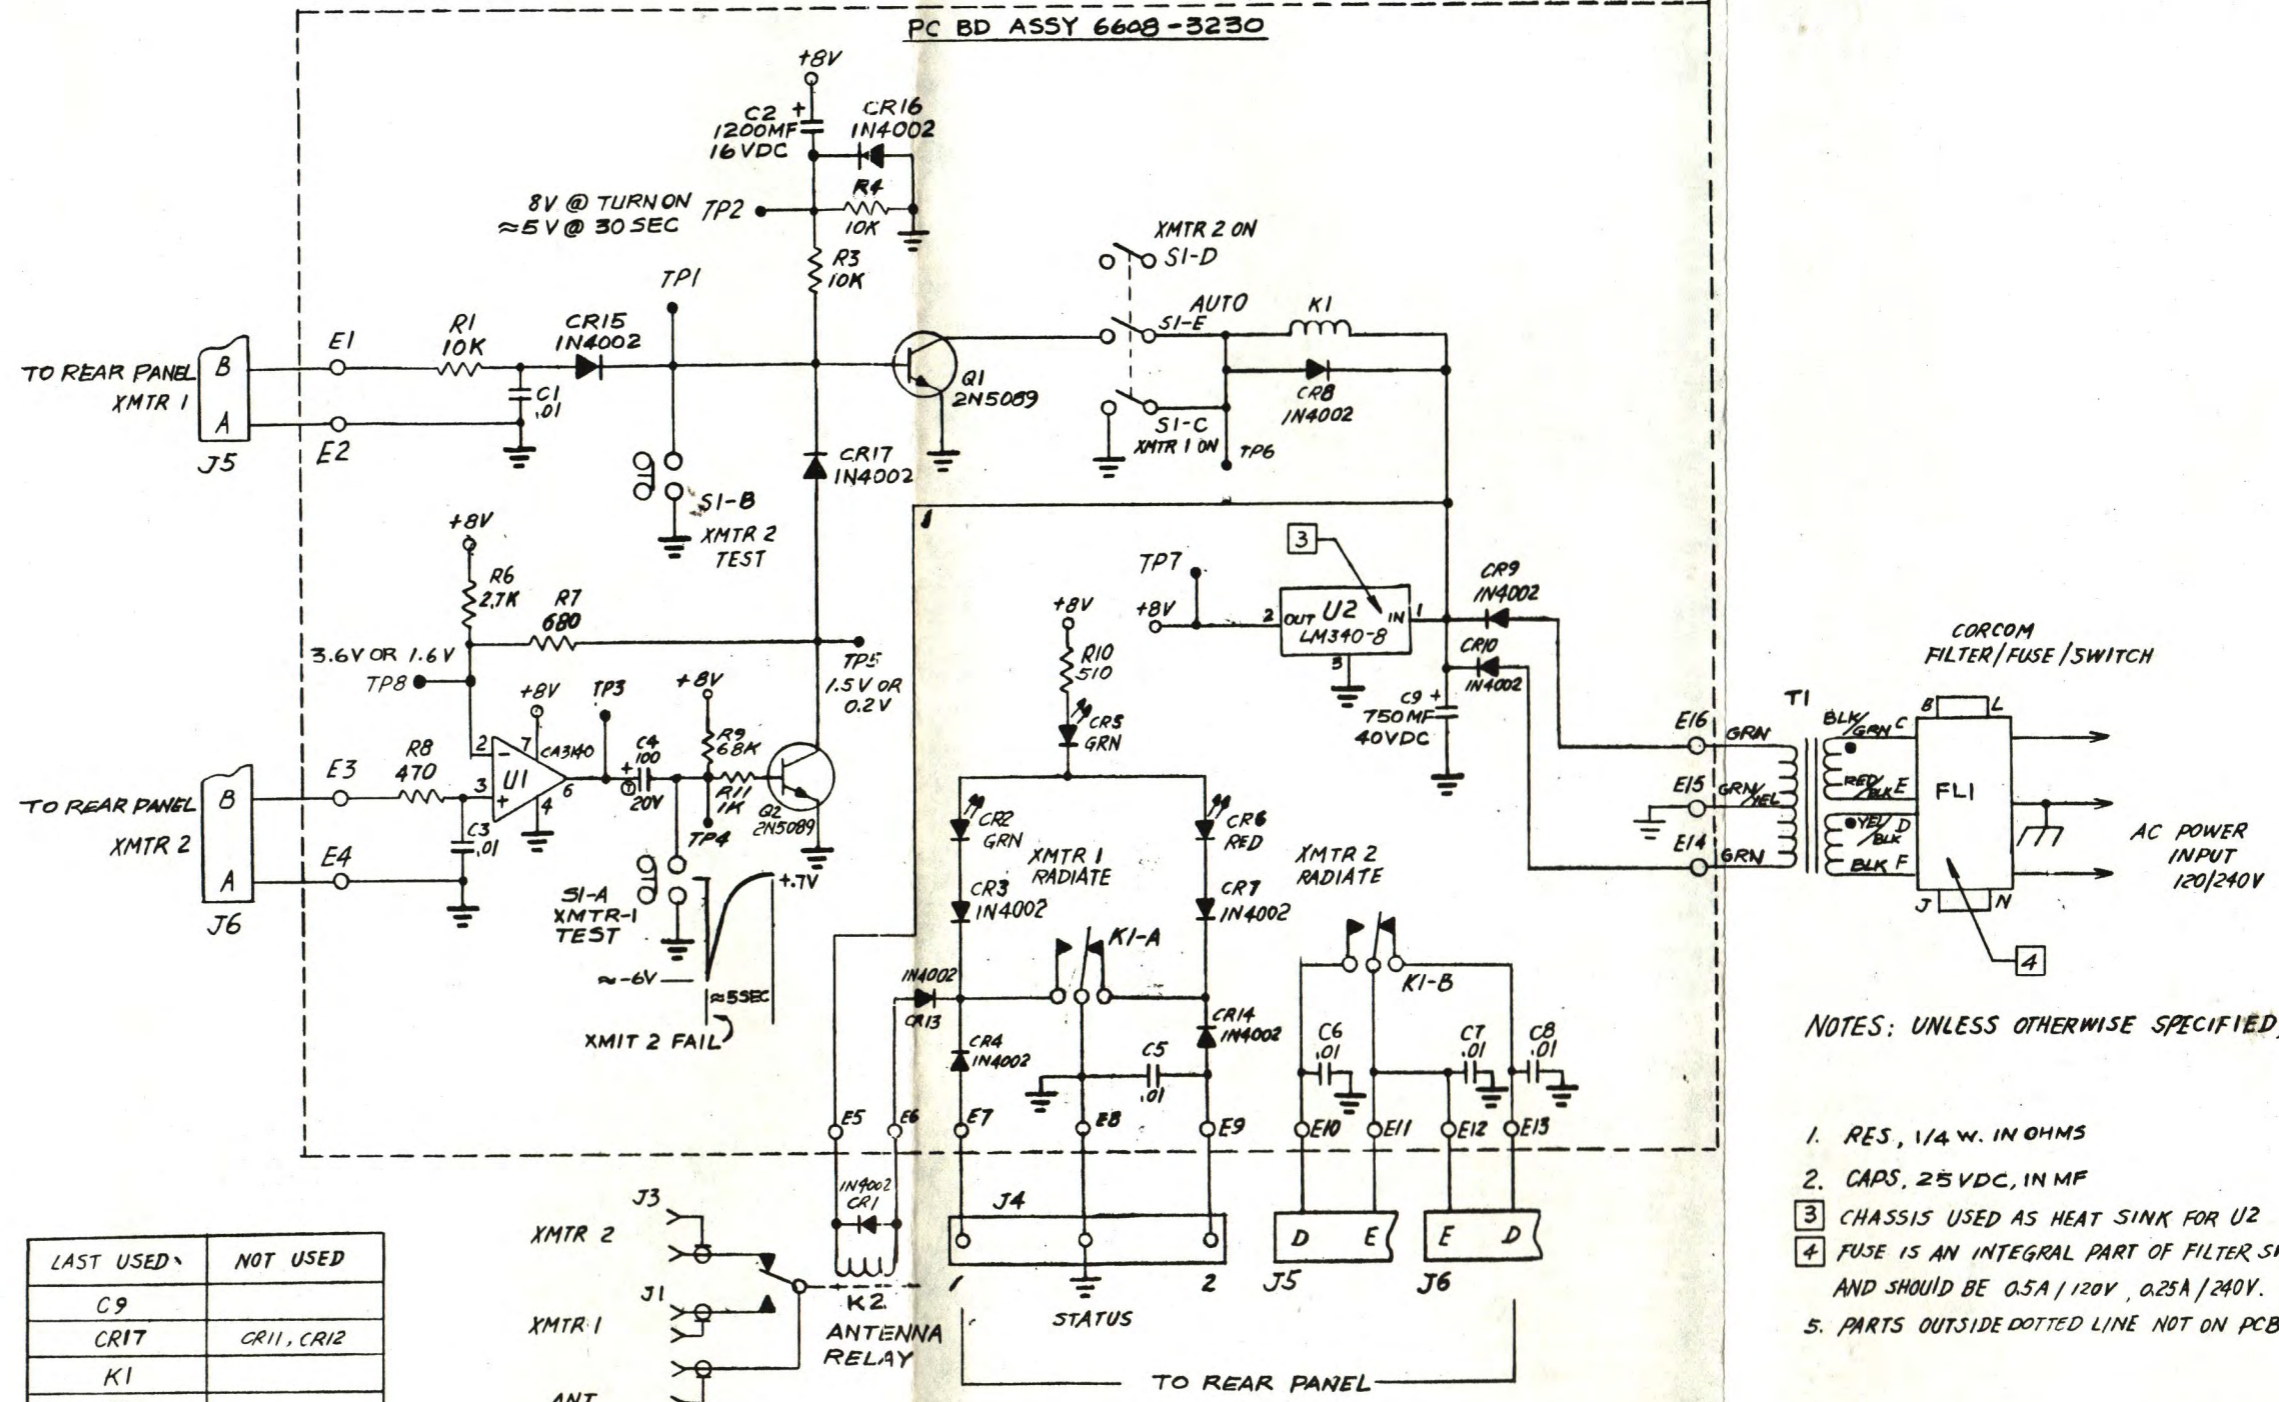 PC BD ASSY 6608-3230
+8V
C2 +
1200MF
16VDC
CR16
1N4002
R4
10K
8V @ TURN ON
≈5V @ 30 SEC
TP2
R3
10K
XMTR 2 ON
S1-D
TP1
AUTO
S1-E
K1
R1
10K
CR15
1N4002
E1
TO REAR PANEL
XMTR 1
B
A
J5
E2
C1
.01
Q1
2N5089
CR8
1N4002
S1-C
XMTR 1 ON
TP6
CR17
1N4002
S1-B
XMTR 2
TEST
1
+8V
R6
2.7K
R7
680
3.6V OR 1.6V
TP8
TP5
1.5V OR
0.2V
3
TP7
+8V
2
OUT
U2
IN
1
LM340-8
3
CR9
1N4002
CR10
1N4002
C9 +
750MF
40VDC
+8V
R10
510
CR5
GRN
CORCOM
FILTER/FUSE/SWITCH
+8V
TP3
+8V
2
-
7
CA3140
U1
3
+
4
6
C4
100
+
20V
R9
68K
R11
1K
TP4
Q2
2N5089
E3
R8
470
TO REAR PANEL
XMTR 2
B
A
J6
E4
C3
.01
S1-A
XMTR-1
TEST
+.7V
≈-6V
≈5SEC
XMIT 2 FAIL
CR2
GRN
XMTR 1
RADIATE
CR3
1N4002
CR6
RED
XMTR 2
RADIATE
CR7
1N4002
K1-A
K1-B
E16
GRN
E15
GRN/YEL
E14
GRN
T1
BLK/GRN
C
RED/BLK
E
YEL/BLK
D
BLK
F
B
L
FL1
J
N
AC POWER
INPUT
120/240V
4
1N4002
CR13
CR4
1N4002
CR14
1N4002
C5
.01
C6
.01
C7
.01
C8
.01
E5
E6
E7
E8
E9
E10
E11
E12
E13
1N4002
CR1
K2
ANTENNA
RELAY
J3
XMTR 2
J1
XMTR 1
ANT
J4
1
2
STATUS
D
E
J5
E
D
J6
TO REAR PANEL
NOTES: UNLESS OTHERWISE SPECIFIED
1. RES., 1/4 W. IN OHMS
2. CAPS, 25 VDC, IN MF
3 CHASSIS USED AS HEAT SINK FOR U2
4 FUSE IS AN INTEGRAL PART OF FILTER
AND SHOULD BE 0.5A/120V, 0.25A/240V.
5. PARTS OUTSIDE DOTTED LINE NOT ON PCB
LAST USED
NOT USED
C9
CR17
CR11, CR12
K1